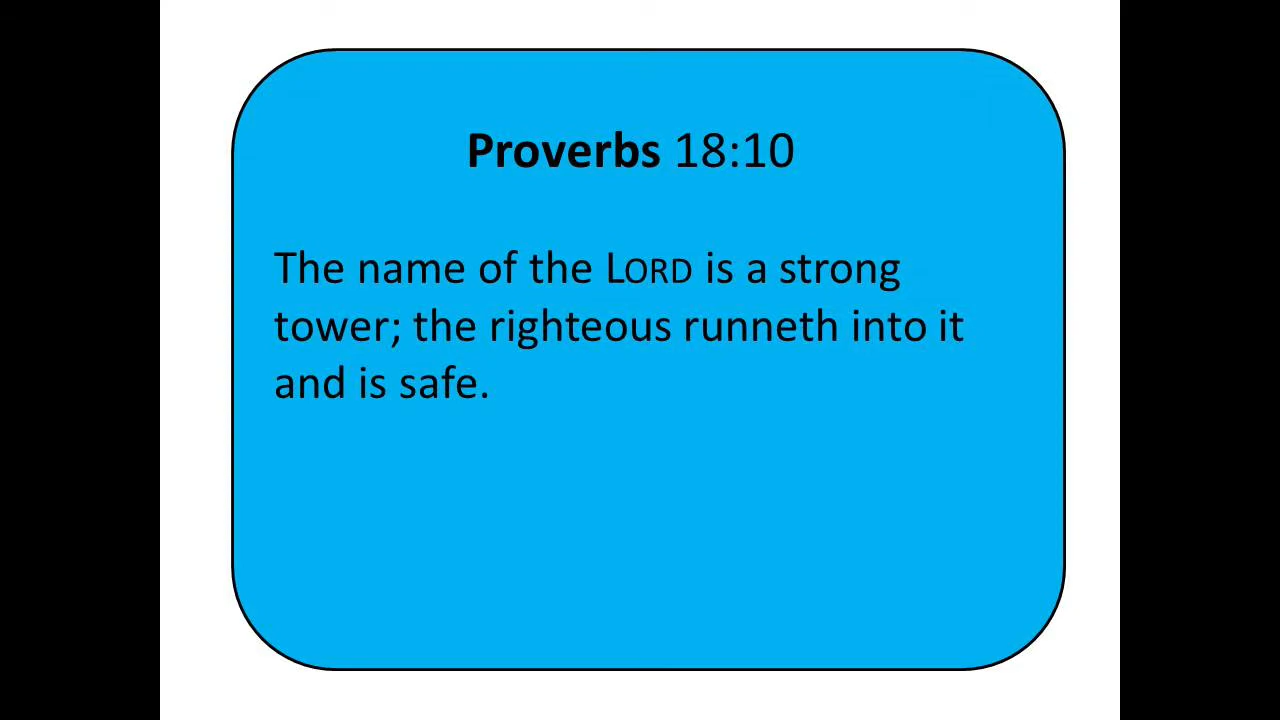 Proverbs 18:10
The name of the LORD is a strong
tower; the righteous runneth into it
and is safe.